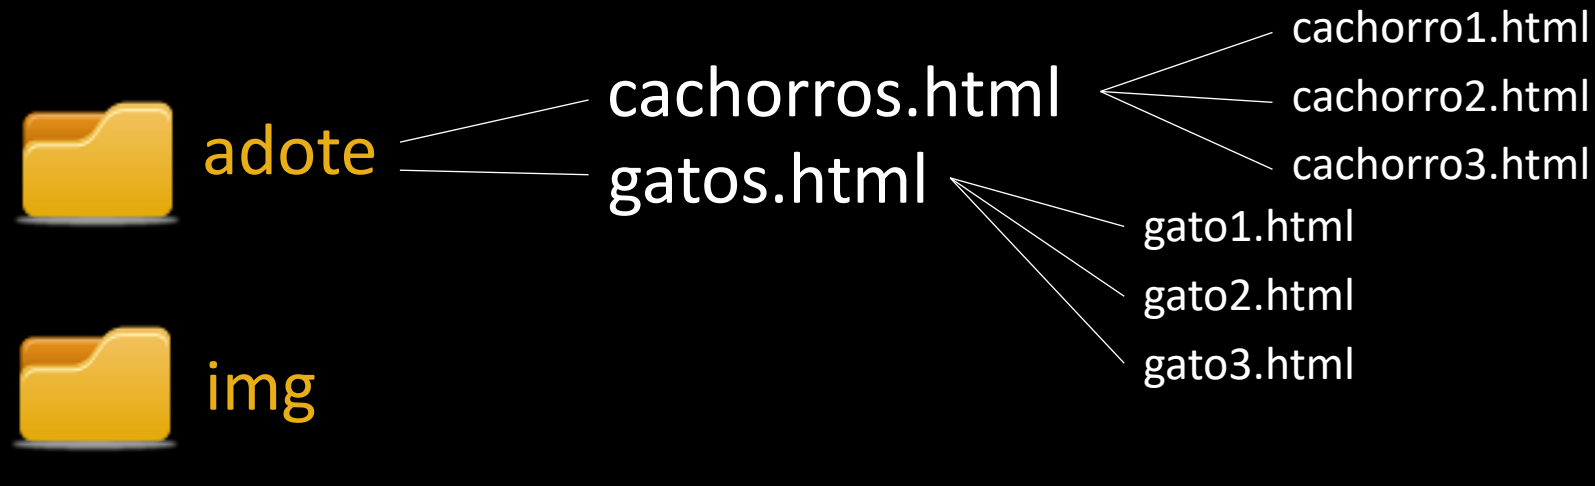 adote
cachorros.html
cachorro1.html
cachorro2.html
cachorro3.html
gatos.html
gato1.html
gato2.html
gato3.html
img